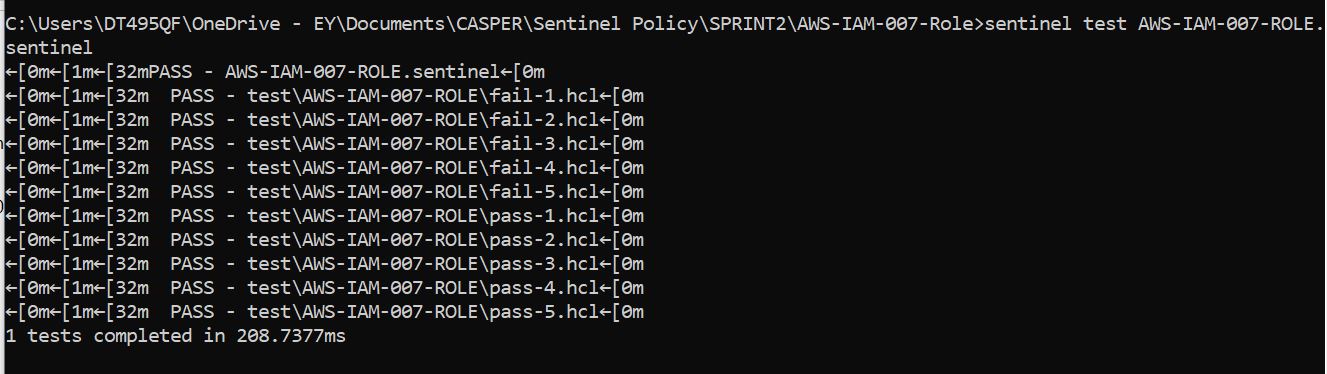 C:\Users\DT495QF\OneDrive - EY\Documents\CASPER\Sentinel Policy\SPRINT2\AWS-IAM-007-Role>sentinel test AWS-IAM-007-ROLE.
sentinel
←[0m←[1m←[32mPASS - AWS-IAM-007-ROLE.sentinel←[0m
←[0m←[1m←[32m  PASS - test\AWS-IAM-007-ROLE\fail-1.hcl←[0m
←[0m←[1m←[32m  PASS - test\AWS-IAM-007-ROLE\fail-2.hcl←[0m
←[0m←[1m←[32m  PASS - test\AWS-IAM-007-ROLE\fail-3.hcl←[0m
←[0m←[1m←[32m  PASS - test\AWS-IAM-007-ROLE\fail-4.hcl←[0m
←[0m←[1m←[32m  PASS - test\AWS-IAM-007-ROLE\fail-5.hcl←[0m
←[0m←[1m←[32m  PASS - test\AWS-IAM-007-ROLE\pass-1.hcl←[0m
←[0m←[1m←[32m  PASS - test\AWS-IAM-007-ROLE\pass-2.hcl←[0m
←[0m←[1m←[32m  PASS - test\AWS-IAM-007-ROLE\pass-3.hcl←[0m
←[0m←[1m←[32m  PASS - test\AWS-IAM-007-ROLE\pass-4.hcl←[0m
←[0m←[1m←[32m  PASS - test\AWS-IAM-007-ROLE\pass-5.hcl←[0m
1 tests completed in 208.7377ms